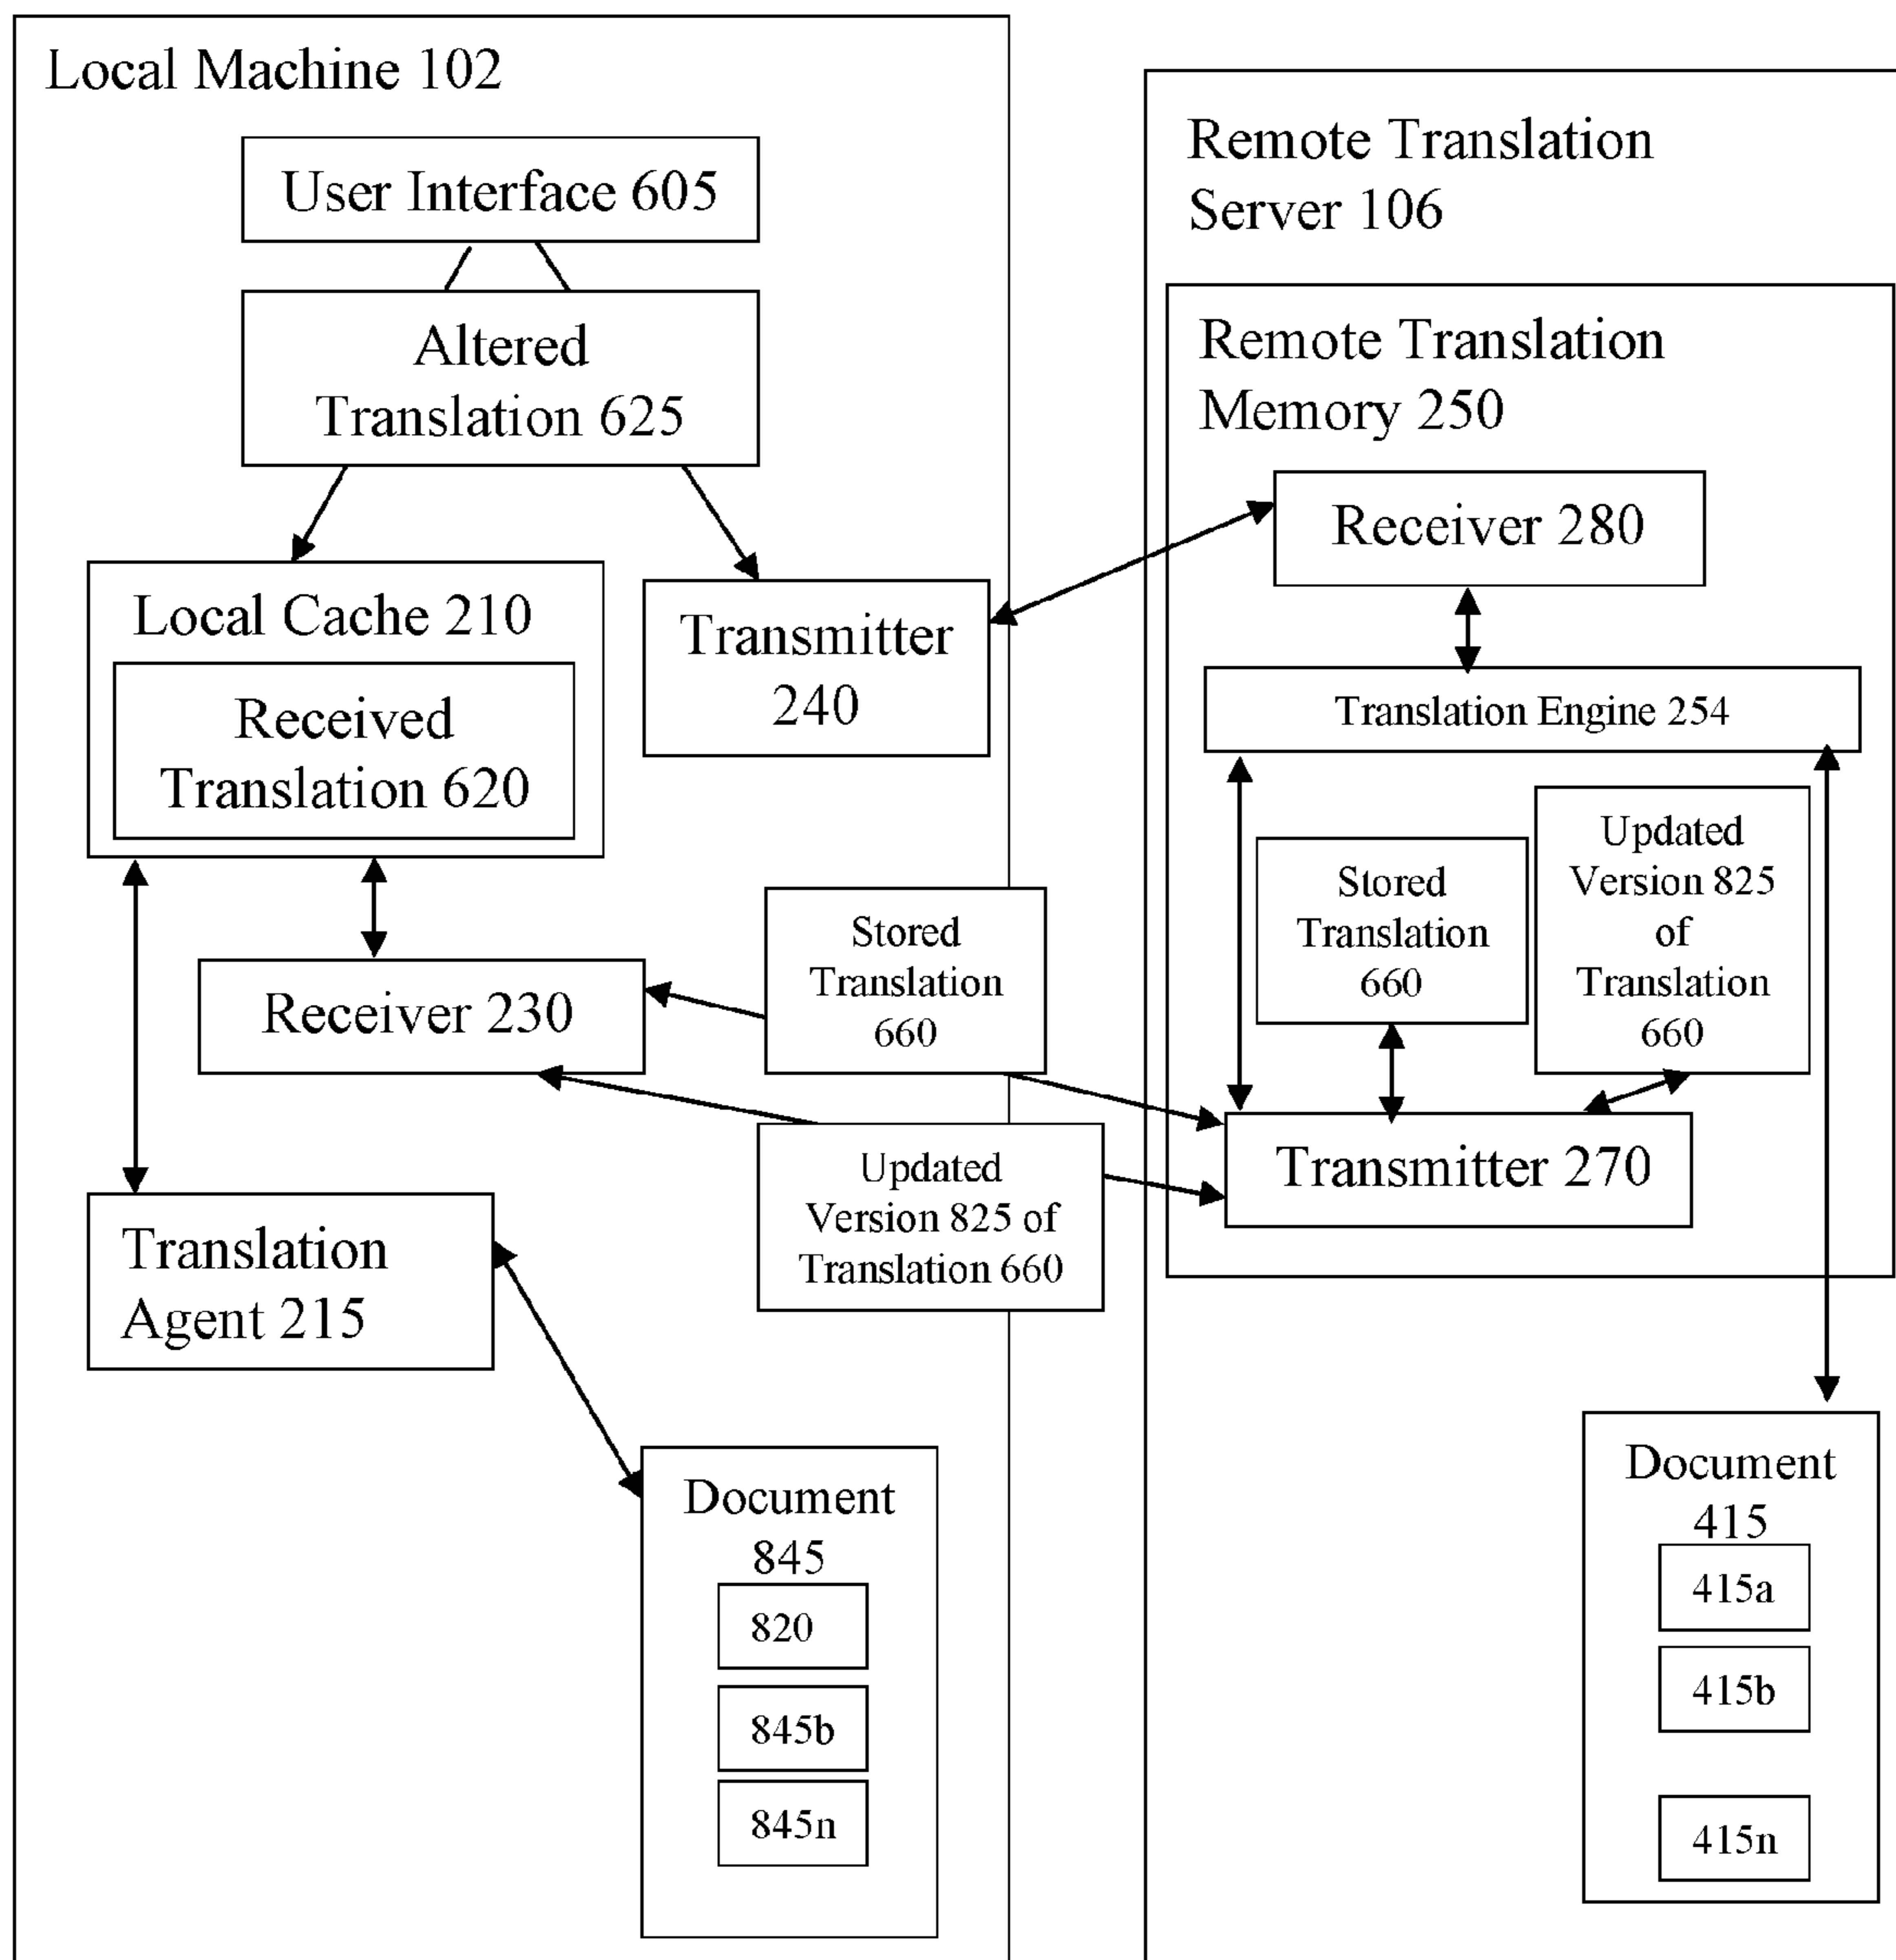 Local Machine 102
User Interface 605
Altered
Translation 625
Local Cache 210
Received
Translation 620
Transmitter
240
Receiver 230
Stored
Translation
660
Updated
Version 825 of
Translation 660
Translation
Agent 215
Document
845
820
845b
845n
Remote Translation
Server 106
Remote Translation
Memory 250
Receiver 280
Translation Engine 254
Stored
Translation
660
Updated
Version 825
of
Translation
660
Transmitter 270
Document
415
415a
415b
415n